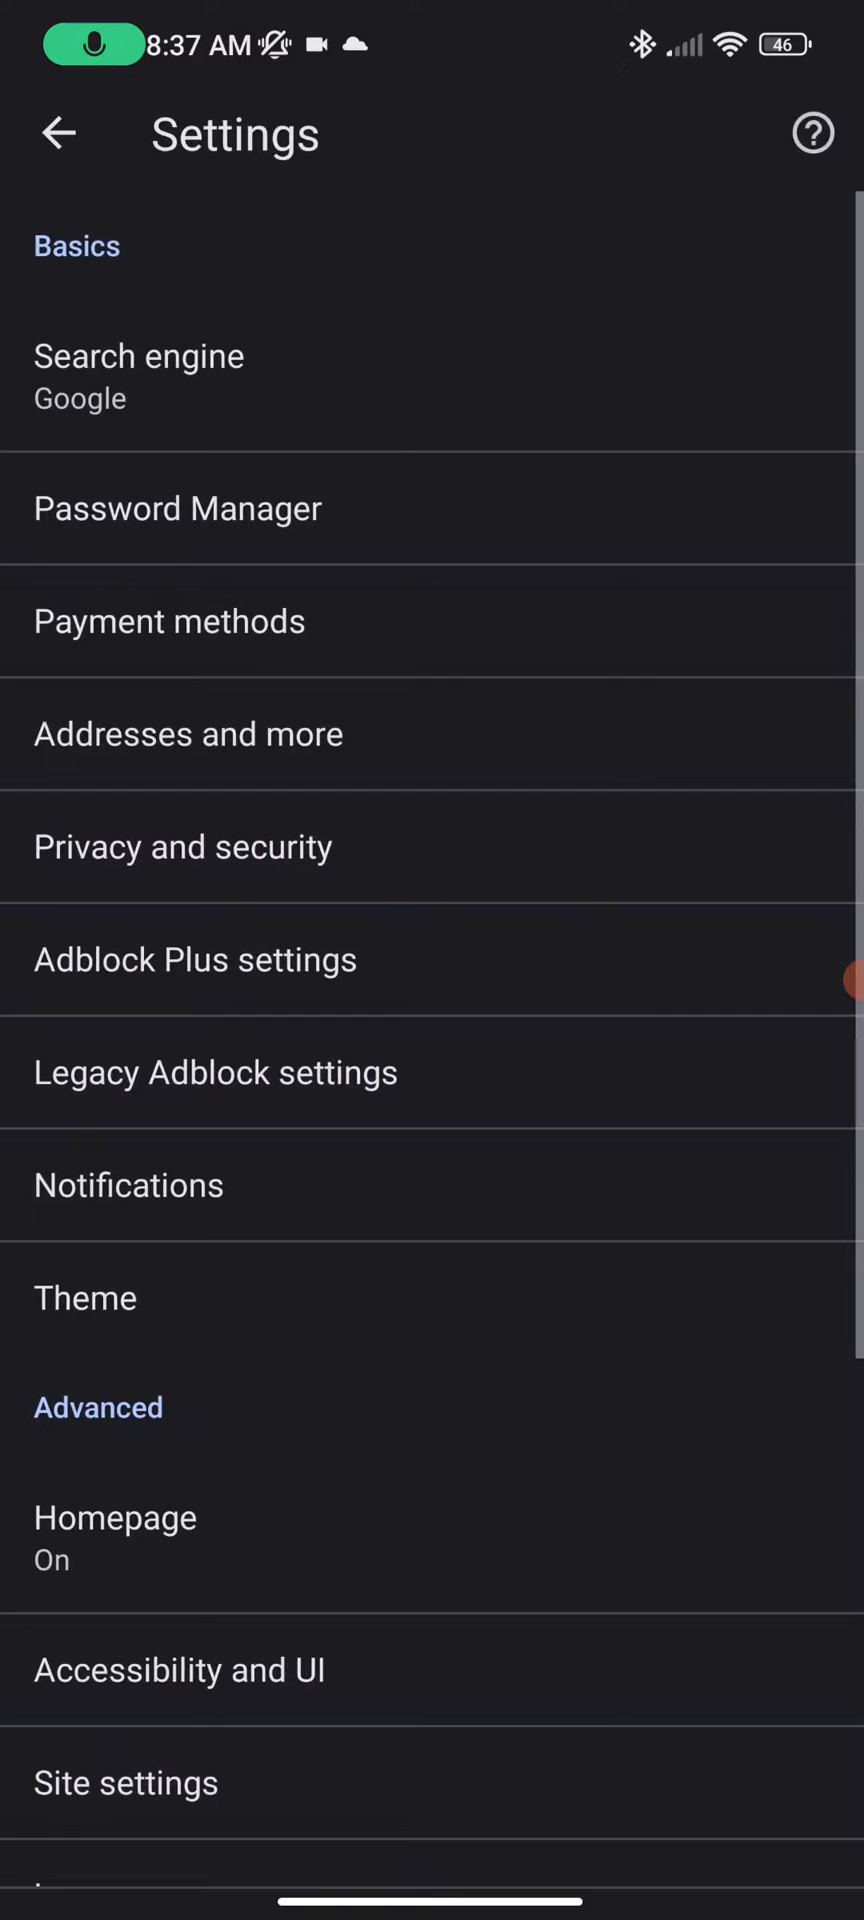 8:37 AM
46
Settings
Basics
Search engine
Google
Password Manager
Payment methods
Addresses and more
Privacy and security
Adblock Plus settings
Legacy Adblock settings
Notifications
Theme
Advanced
Homepage
On
Accessibility and UI
Site settings